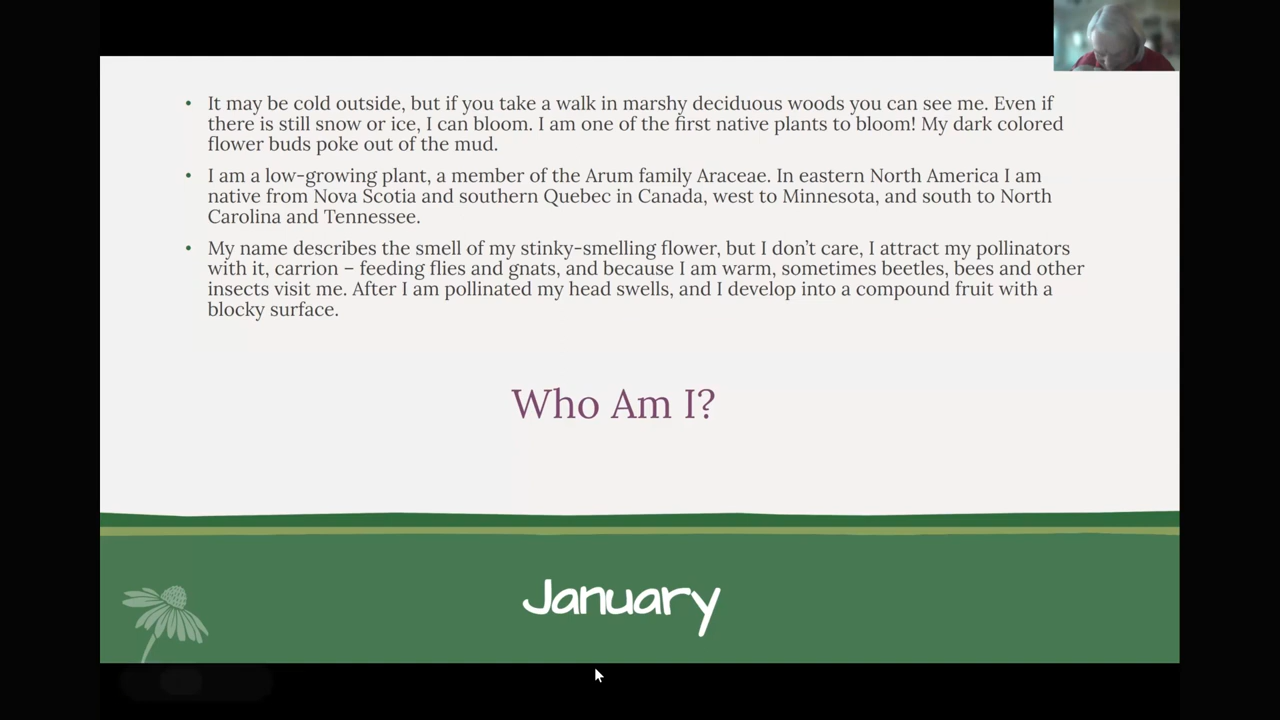 • It may be cold outside, but if you take a walk in marshy deciduous woods you can see me. Even if
there is still snow or ice, I can bloom. I am one of the first native plants to bloom! My dark colored
flower buds poke out of the mud.
• I am a low-growing plant, a member of the Arum family Araceae. In eastern North America I am
native from Nova Scotia and southern Quebec in Canada, west to Minnesota, and south to North
Carolina and Tennessee.
• My name describes the smell of my stinky-smelling flower, but I don't care, I attract my pollinators
with it, carrion – feeding flies and gnats, and because I am warm, sometimes beetles, bees and other
insects visit me. After I am pollinated my head swells, and I develop into a compound fruit with a
blocky surface.
Who Am I?
January